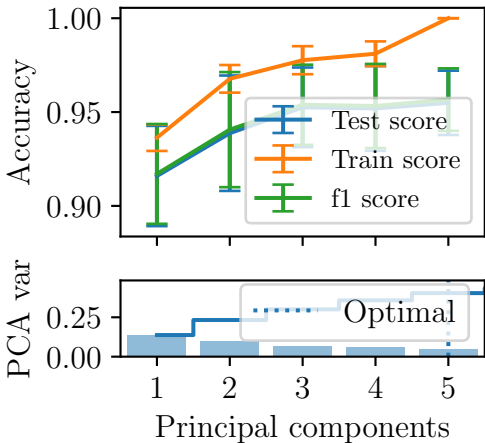 1.00
0.95
0.90
Accuracy
Test score
Train score
f1 score
0.25
0.00
PCA var
Optimal
1 2 3 4 5
Principal components